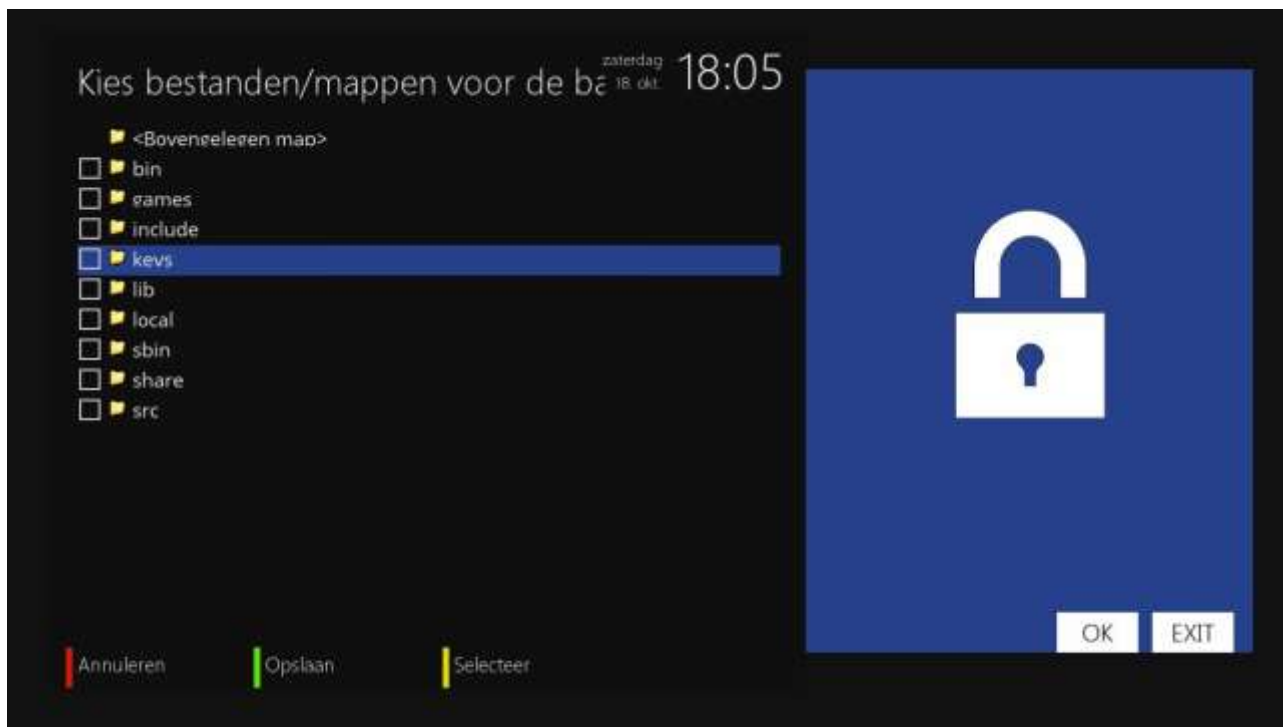 Kies bestanden/mappen voor de ba
zaterdag
18. okt.
18:05
<Bovengelegen map>
bin
games
include
keys
lib
local
sbin
share
src
OK
EXIT
Annuleren
Opslaan
Selecteer